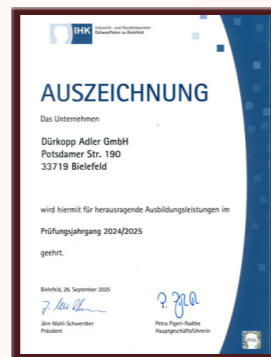 IHK Industrie- und Handelskammer
Ostwestfalen zu Bielefeld
AUSZEICHNUNG
Das Unternehmen
Dürkopp Adler GmbH
Potsdamer Str. 190
33719 Bielefeld
wird hiermit für herausragende Ausbildungsleistungen im
Prüfungsjahrgang 2024/2025
geehrt.
Bielefeld, 26. September 2025
Jörn Wahl-Schwentker
Präsident
Petra Pigerl-Radtke
Hauptgeschäftsführerin